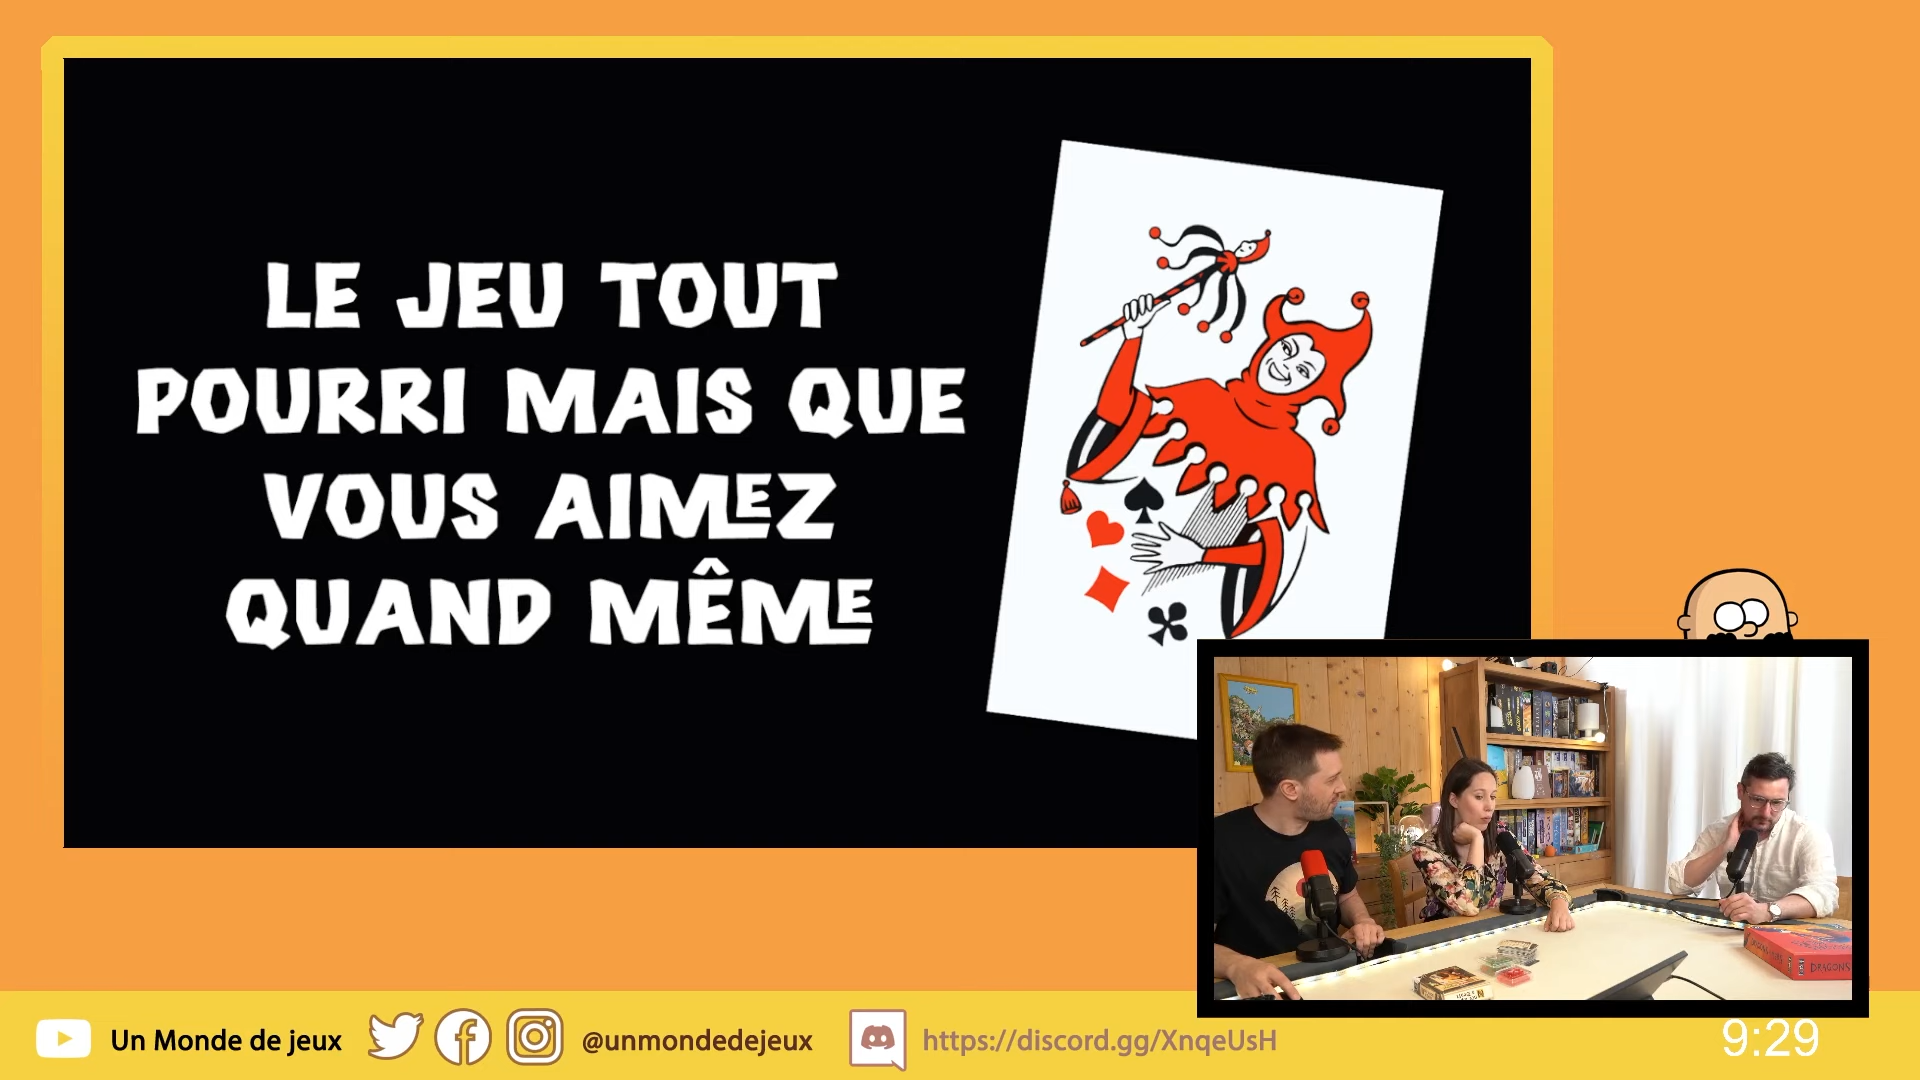 LE JEU TOUT
POURRI MAIS QUE
VOUS AIMEZ
QUAND MÊME
DRAGONS
Un Monde de jeux
@unmondedejeux
https://discord.gg/XnqeUsH
9:29